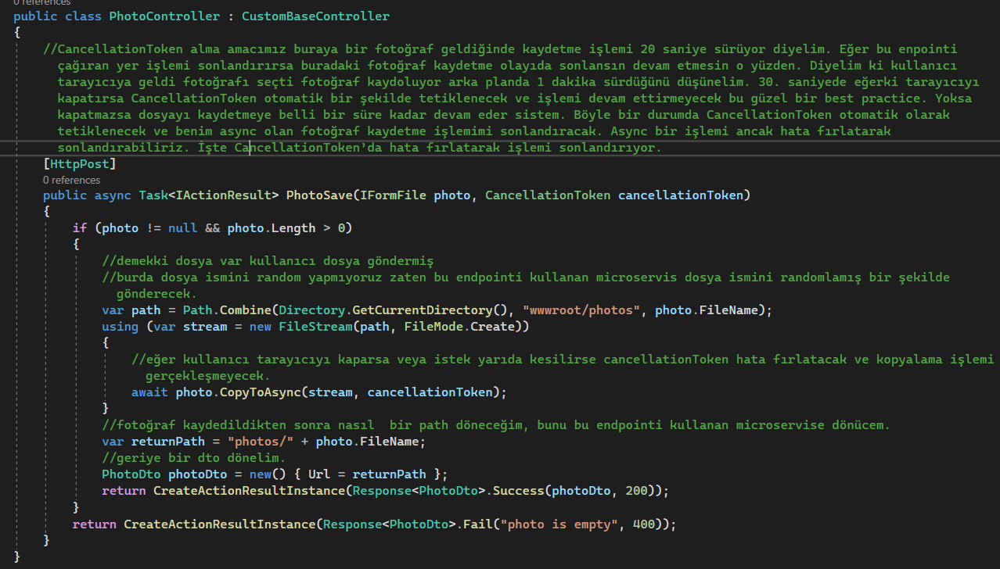 0 references
public class PhotoController : CustomBaseController
{
//CancellationToken alma amacımız buraya bir fotoğraf geldiğinde kaydetme işlemi 20 saniye sürüyor diyelim. Eğer bu enpointi
çağıran yer işlemi sonlandırırsa buradaki fotoğraf kaydetme olayıda sonlansın devam etmesin o yüzden. Diyelim ki kullanıcı
tarayıcıya geldi fotoğrafı seçti fotoğraf kaydoluyor arka planda 1 dakika sürdüğünü düşünelim. 30. saniyede eğerki tarayıcıyı
kapatırsa CancellationToken otomatik bir şekilde tetiklenecek ve işlemi devam ettirmeyecek bu güzel bir best practice. Yoksa
kapatmazsa dosyayı kaydetmeye belli bir süre kadar devam eder sistem. Böyle bir durumda CancellationToken otomatik olarak
tetiklenecek ve benim async olan fotoğraf kaydetme işlemimi sonlandıracak. Async bir işlemi ancak hata fırlatarak
sonlandırabiliriz. İşte CancellationToken'da hata fırlatarak işlemi sonlandırıyor.
[HttpPost]
0 references
public async Task<IActionResult> PhotoSave(IFormFile photo, CancellationToken cancellationToken)
{
if (photo != null && photo.Length > 0)
{
//demekki dosya var kullanıcı dosya göndermiş
//burda dosya ismini random yapmıyoruz zaten bu endpointi kullanan microservis dosya ismini randomlamış bir şekilde
gönderecek.
var path = Path.Combine(Directory.GetCurrentDirectory(), "wwwroot/photos", photo.FileName);
using (var stream = new FileStream(path, FileMode.Create))
{
//eğer kullanıcı tarayıcıyı kaparsa veya istek yarıda kesilirse cancellationToken hata fırlatacak ve kopyalama işlemi
gerçekleşmeyecek.
await photo.CopyToAsync(stream, cancellationToken);
}
//fotoğraf kaydedildikten sonra nasıl  bir path döneceğim, bunu bu endpointi kullanan microservise dönücem.
var returnPath = "photos/" + photo.FileName;
//geriye bir dto dönelim.
PhotoDto photoDto = new() { Url = returnPath };
return CreateActionResultInstance(Response<PhotoDto>.Success(photoDto, 200));
}
return CreateActionResultInstance(Response<PhotoDto>.Fail("photo is empty", 400));
}
}